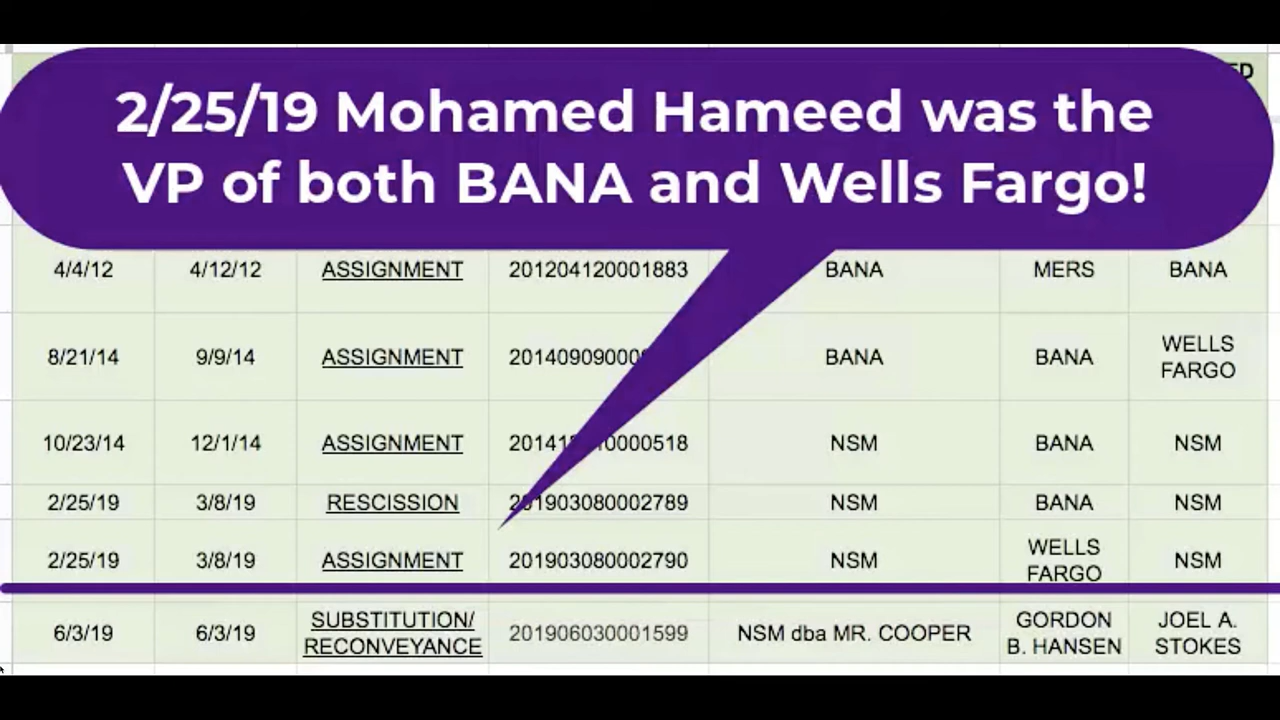 2/25/19 Mohamed Hameed was the
VP of both BANA and Wells Fargo!
4/4/12 4/12/12 ASSIGNMENT 201204120001883 BANA MERS BANA
8/21/14 9/9/14 ASSIGNMENT BANA BANA WELLS FARGO
10/23/14 12/1/14 ASSIGNMENT NSM BANA NSM
2/25/19 3/8/19 RESCISSION 201903080002789 NSM BANA NSM
2/25/19 3/8/19 ASSIGNMENT 201903080002790 NSM WELLS FARGO NSM
6/3/19 6/3/19 SUBSTITUTION/ RECONVEYANCE 201906030001599 NSM dba MR. COOPER GORDON B. HANSEN JOEL A. STOKES